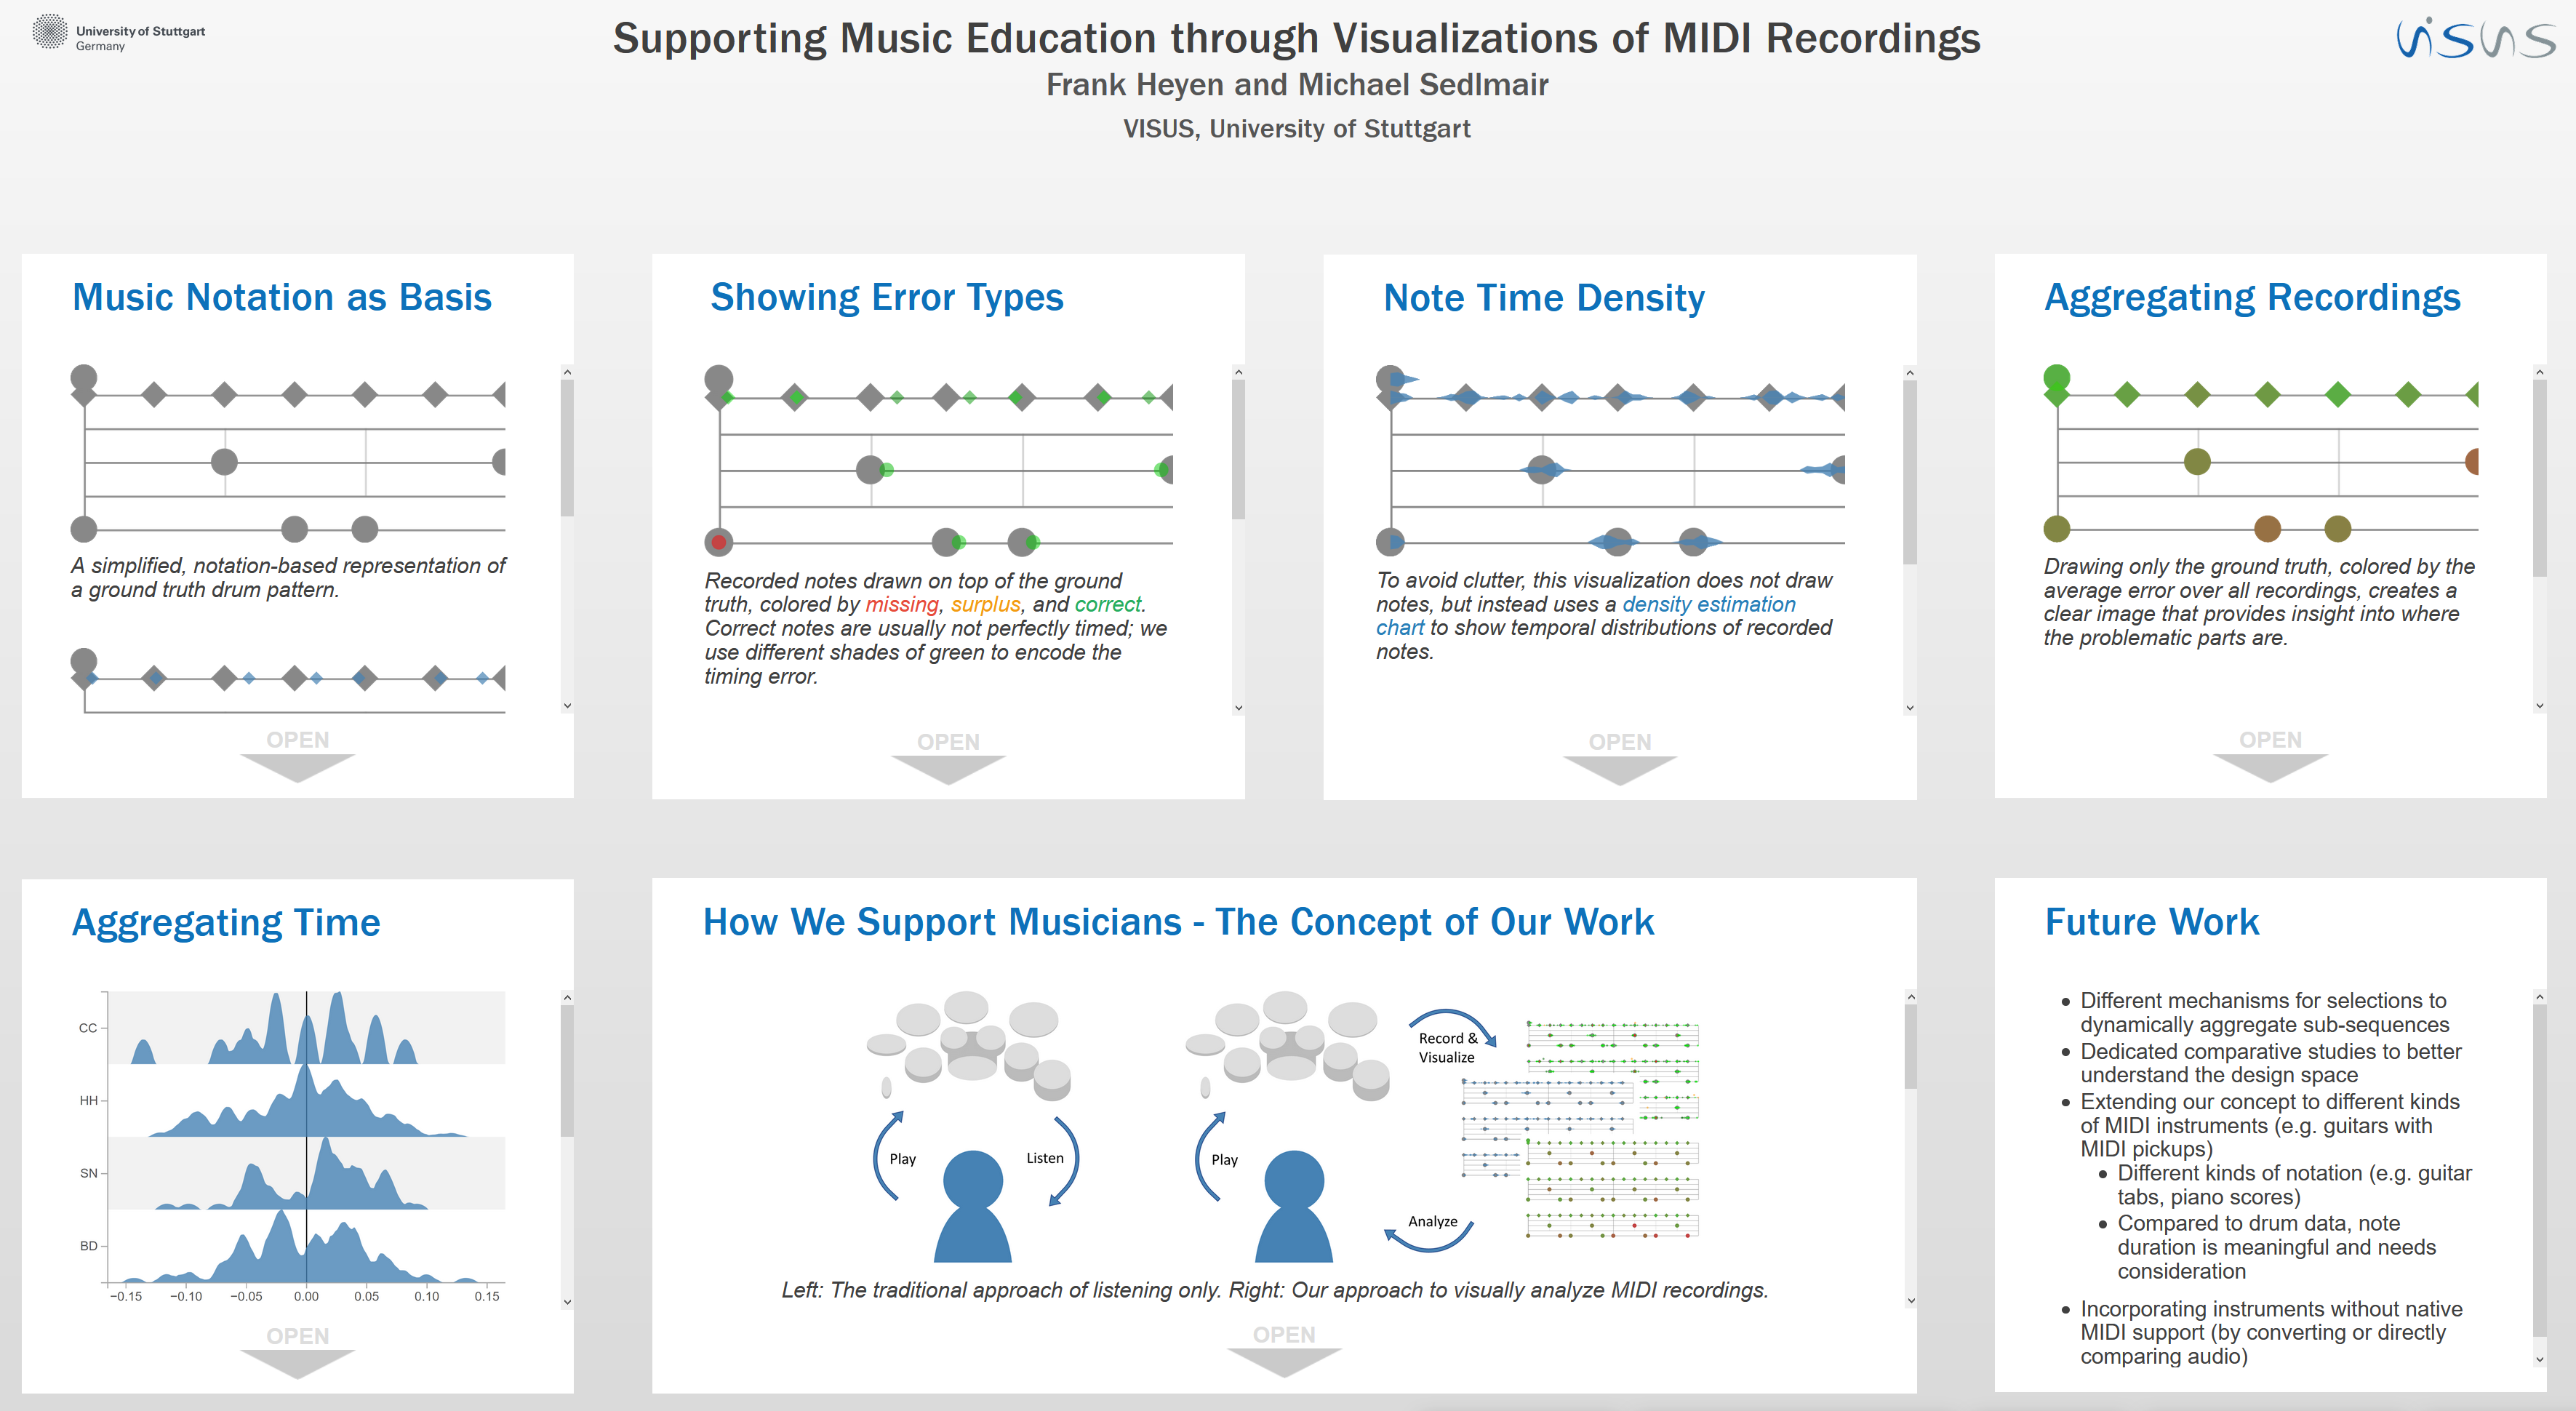 University of Stuttgart
Germany
Supporting Music Education through Visualizations of MIDI Recordings
Frank Heyen and Michael Sedlmair
VISUS, University of Stuttgart
visus
Music Notation as Basis
A simplified, notation-based representation of
a ground truth drum pattern.
OPEN
Showing Error Types
Recorded notes drawn on top of the ground
truth, colored by missing, surplus, and correct.
Correct notes are usually not perfectly timed; we
use different shades of green to encode the
timing error.
OPEN
Note Time Density
To avoid clutter, this visualization does not draw
notes, but instead uses a density estimation
chart to show temporal distributions of recorded
notes.
OPEN
Aggregating Recordings
Drawing only the ground truth, colored by the
average error over all recordings, creates a
clear image that provides insight into where
the problematic parts are.
OPEN
Aggregating Time
CC
HH
SN
BD
−0.15 −0.10 −0.05 0.00 0.05 0.10 0.15
OPEN
How We Support Musicians - The Concept of Our Work
Play
Listen
Play
Record &
Visualize
Analyze
Left: The traditional approach of listening only. Right: Our approach to visually analyze MIDI recordings.
OPEN
Future Work
• Different mechanisms for selections to
dynamically aggregate sub-sequences
• Dedicated comparative studies to better
understand the design space
• Extending our concept to different kinds
of MIDI instruments (e.g. guitars with
MIDI pickups)
• Different kinds of notation (e.g. guitar
tabs, piano scores)
• Compared to drum data, note
duration is meaningful and needs
consideration
• Incorporating instruments without native
MIDI support (by converting or directly
comparing audio)